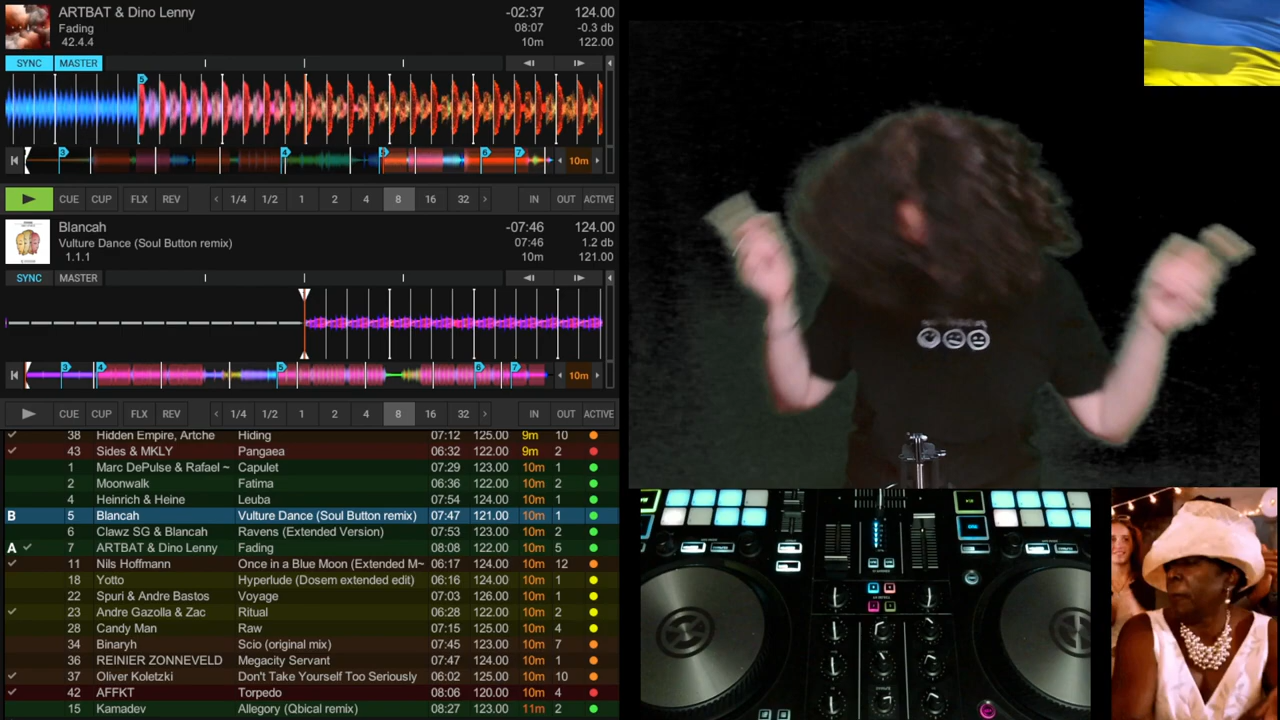 ARTBAT & Dino Lenny -02:37 124.00
Fading 08:07 -0.3 db
42.4.4 10m 122.00
SYNC MASTER
5
3 4 5 6 7 10m
CUE CUP FLX REV < 1/4 1/2 1 2 4 8 16 32 > IN OUT ACTIVE
Blancah -07:46 124.00
Vulture Dance (Soul Button remix) 07:46 1.2 db
1.1.1 10m 121.00
SYNC MASTER
3 4 5 6 7 10m
CUE CUP FLX REV < 1/4 1/2 1 2 4 8 16 32 > IN OUT ACTIVE
38 Hidden Empire, Artche Hiding 07:12 125.00 9m 10
43 Sides & MKLY Pangaea 06:32 122.00 9m 2
1 Marc DePulse & Rafael ~ Capulet 07:29 123.00 10m 1
2 Moonwalk Fatima 06:36 122.00 10m 2
4 Heinrich & Heine Leuba 07:54 124.00 10m 1
B 5 Blancah Vulture Dance (Soul Button remix) 07:47 121.00 10m 1
6 Clawz SG & Blancah Ravens (Extended Version) 07:53 123.00 10m 2
A 7 ARTBAT & Dino Lenny Fading 08:08 122.00 10m 5
11 Nils Hoffmann Once in a Blue Moon (Extended M~ 06:17 124.00 10m 12
18 Yotto Hyperlude (Dosem extended edit) 06:16 124.00 10m 1
22 Spuri & Andre Bastos Voyage 07:03 126.00 10m 1
23 Andre Gazolla & Zac Ritual 06:28 122.00 10m 2
28 Candy Man Raw 07:15 125.00 10m 4
34 Binaryh Scio (original mix) 07:45 123.00 10m 7
36 REINIER ZONNEVELD Megacity Servant 07:47 124.00 10m 1
37 Oliver Koletzki Don't Take Yourself Too Seriously 06:02 125.00 10m 10
42 AFFKT Torpedo 08:06 120.00 10m 4
15 Kamadev Allegory (Qbical remix) 08:27 123.00 11m 2